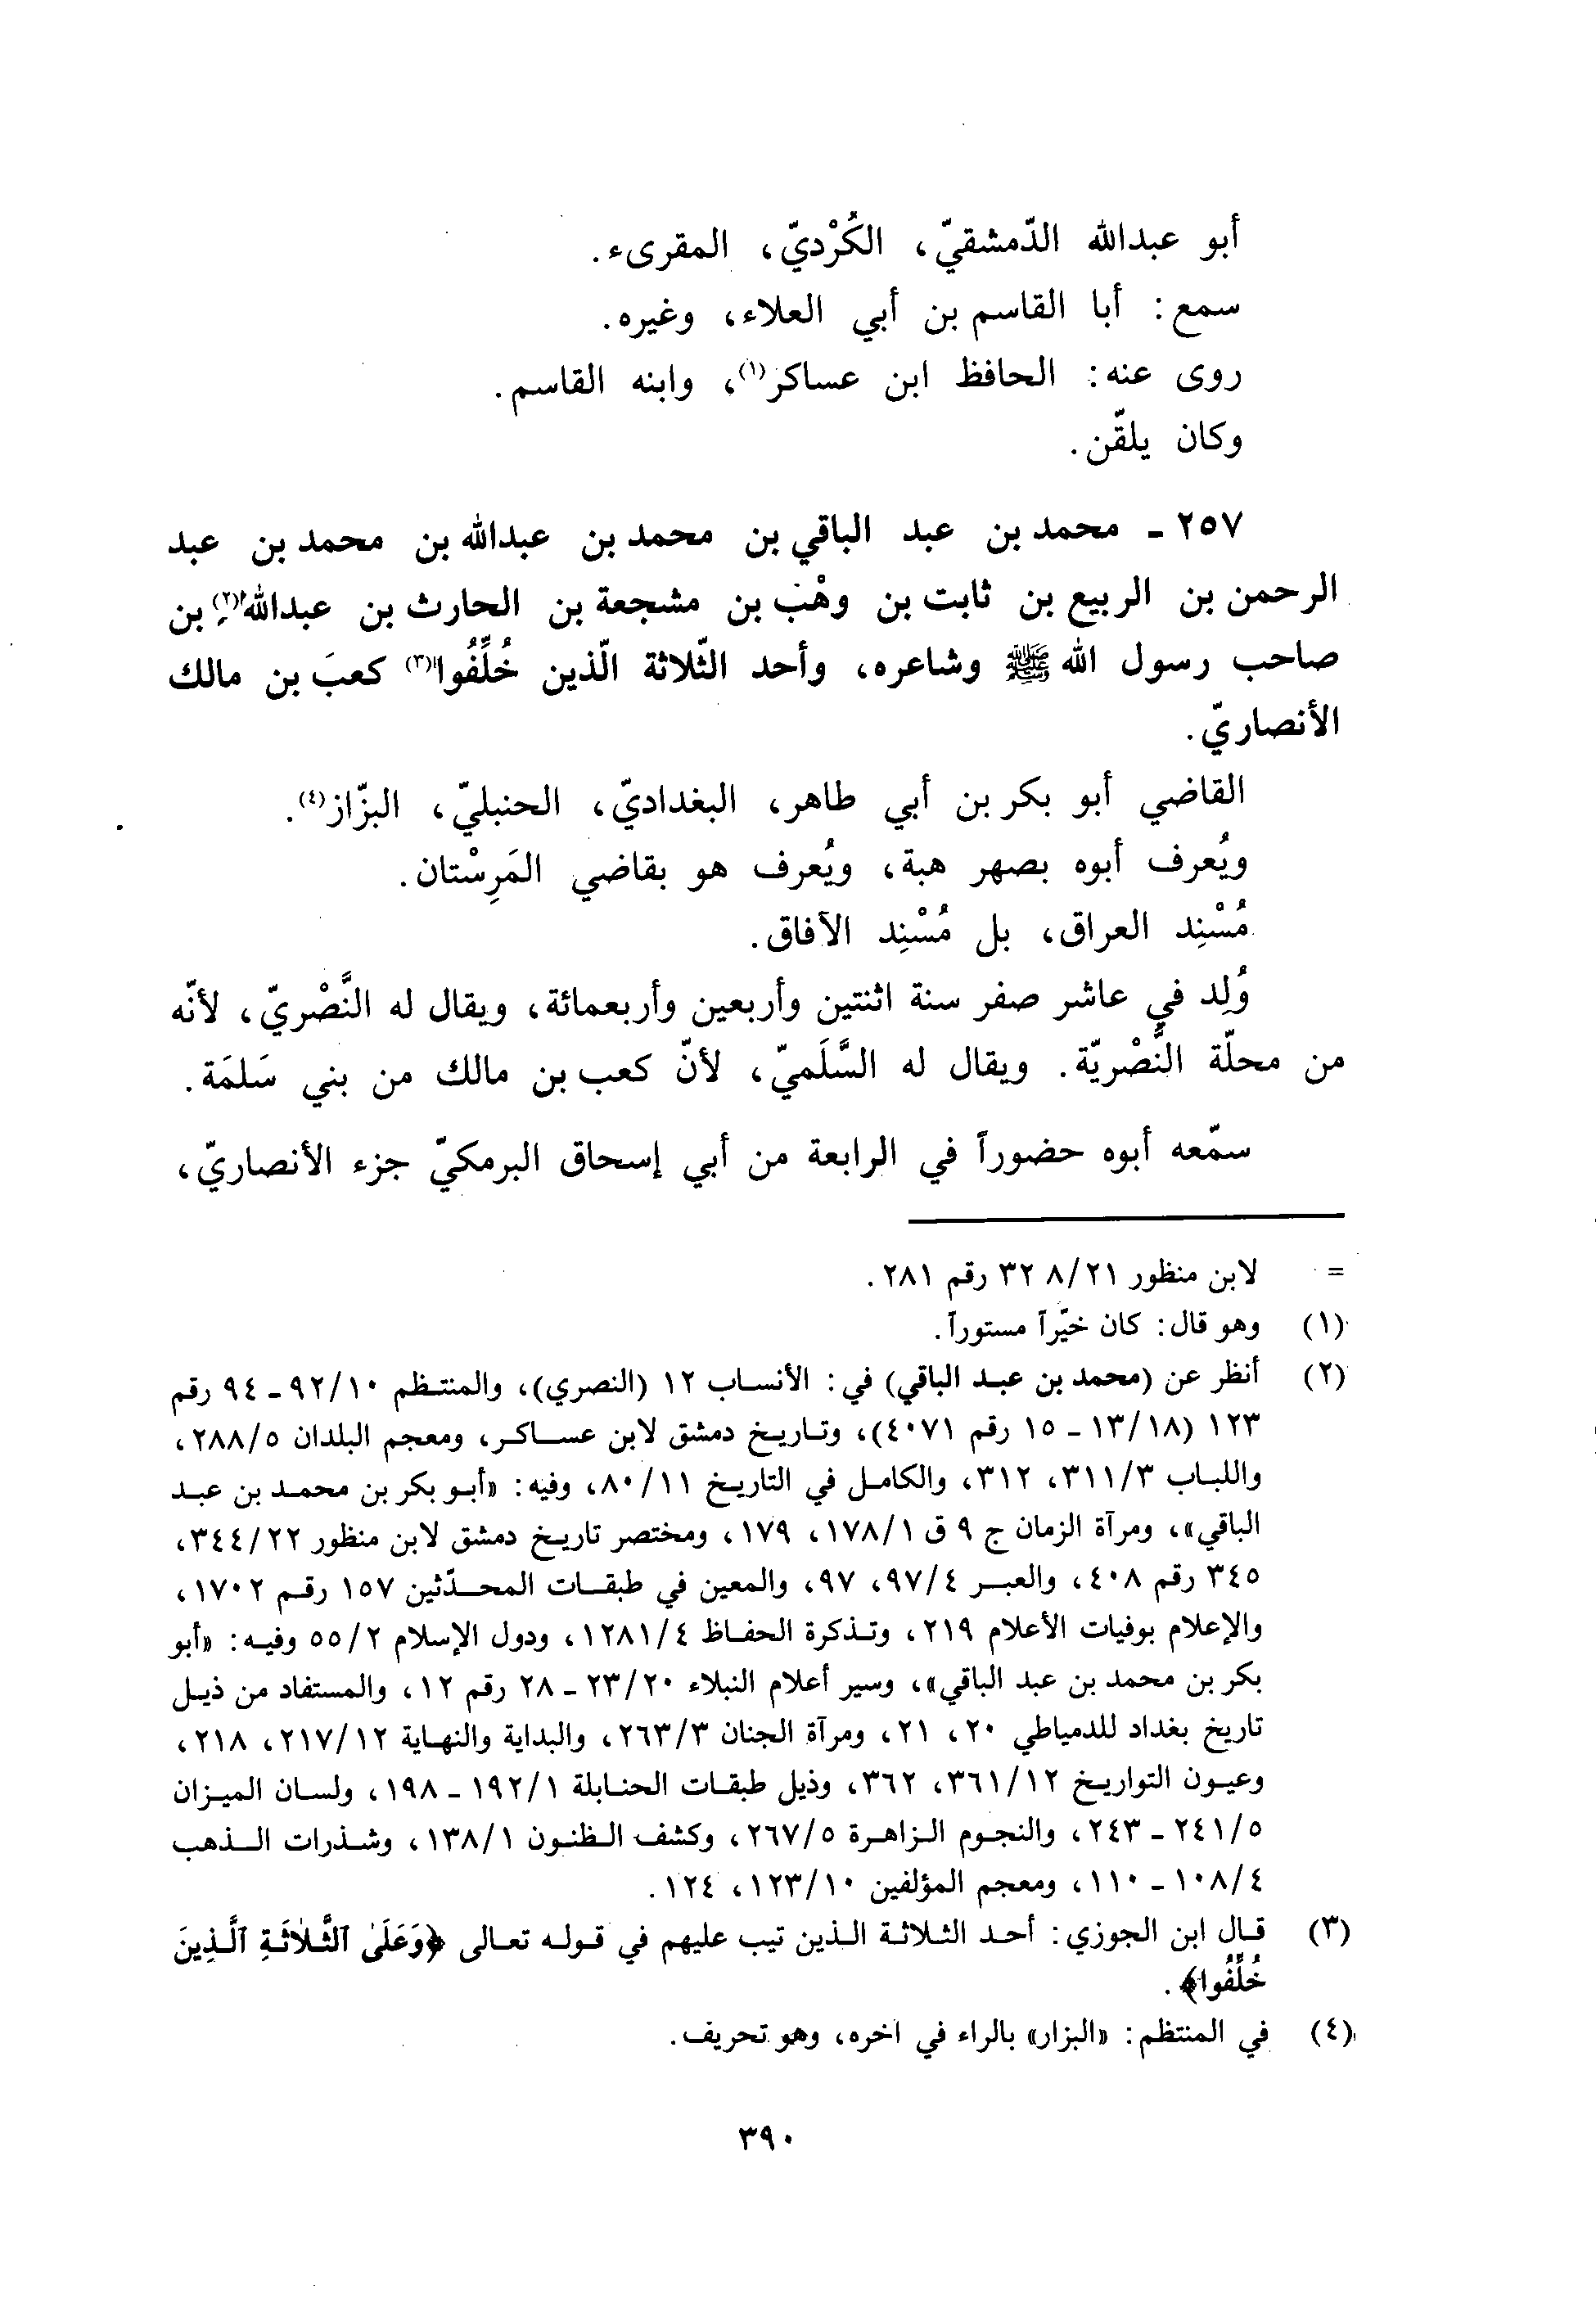 أبو عبدالله الدّمشقيّ، الكُرْديّ، المقرىء.
سمع: أبا القاسم بن أبي العلاء، وغيره.
روى عنه: الحافظ ابن عساكر(١)، وابنه القاسم.
وكان يلقّن.
٢٥٧ ـ محمد بن عبد الباقي بن محمد بن عبدالله بن محمد بن عبد
الرحمن بن الربيع بن ثابت بن وهْب بن مشجعة بن الحارث بن عبدالله(٢) بن
صاحب رسول الله ﷺ وشاعره، وأحد الثّلاثة الّذين خُلِّفُوا(٣) كعبَ بن مالك
الأنصاريّ.
القاضي أبو بكر بن أبي طاهر، البغداديّ، الحنبليّ، البزّاز(٤).
ويُعرف أبوه بصهر هبة، ويُعرف هو بقاضي المَرِسْتان.
مُسْنِد العراق، بل مُسْنِد الآفاق.
وُلِد في عاشر صفر سنة اثنتين وأربعين وأربعمائة، ويقال له النَّصْريّ، لأنّه
من محلّة النَّصْريّة. ويقال له السَّلَميّ، لأنّ كعب بن مالك من بني سَلمَة.
سمّعه أبوه حضوراً في الرابعة من أبي إسحاق البرمكيّ جزء الأنصاريّ،
= لابن منظور ٨/٢١ ٣٢ رقم ٢٨١.
(١) وهو قال: كان خيّراً مستوراً.
(٢) أنظر عن (محمد بن عبد الباقي) في: الأنساب ١٢ (النصري)، والمنتظم ٩٢/١٠ ـ ٩٤ رقم
١٢٣ (١٣/١٨ ـ ١٥ رقم ٤٠٧١)، وتاريخ دمشق لابن عساكر، ومعجم البلدان ٢٨٨/٥،
واللباب ٣١١/٣، ٣١٢، والكامل في التاريخ ٨٠/١١، وفيه: «أبو بكر بن محمد بن عبد
الباقي»، ومرآة الزمان ج ٩ ق ١٧٨/١، ١٧٩، ومختصر تاريخ دمشق لابن منظور ٣٤٤/٢٢،
٣٤٥ رقم ٤٠٨، والعبر ٩٧/٤، ٩٧، والمعين في طبقات المحدّثين ١٥٧ رقم ١٧٠٢،
والإعلام بوفيات الأعلام ٢١٩، وتذكرة الحفاظ ١٢٨١/٤، ودول الإسلام ٥٥/٢ وفيه: «أبو
بكر بن محمد بن عبد الباقي»، وسير أعلام النبلاء ٢٣/٢٠ ـ ٢٨ رقم ١٢، والمستفاد من ذيل
تاريخ بغداد للدمياطي ٢٠، ٢١، ومرآة الجنان ٢٦٣/٣، والبداية والنهاية ٢١٧/١٢، ٢١٨،
وعيون التواريخ ٣٦١/١٢، ٣٦٢، وذيل طبقات الحنابلة ١٩٢/١ ـ ١٩٨، ولسان الميزان
٢٤١/٥ ـ ٢٤٣، والنجوم الزاهرة ٢٦٧/٥، وكشف الظنون ١٣٨/١، وشذرات الذهب
١٠٨/٤ ـ ١١٠، ومعجم المؤلفين ١٢٣/١٠، ١٢٤.
(٣) قال ابن الجوزي: أحد الثلاثة الذين تيب عليهم في قوله تعالى ﴿وَعَلَىٰ ٱلثَّلاٰثَةِ ٱلَّذِينَ
خُلِّفُوا﴾.
(٤) في المنتظم: «البزار» بالراء في آخره، وهو تحريف.
٣٩٠